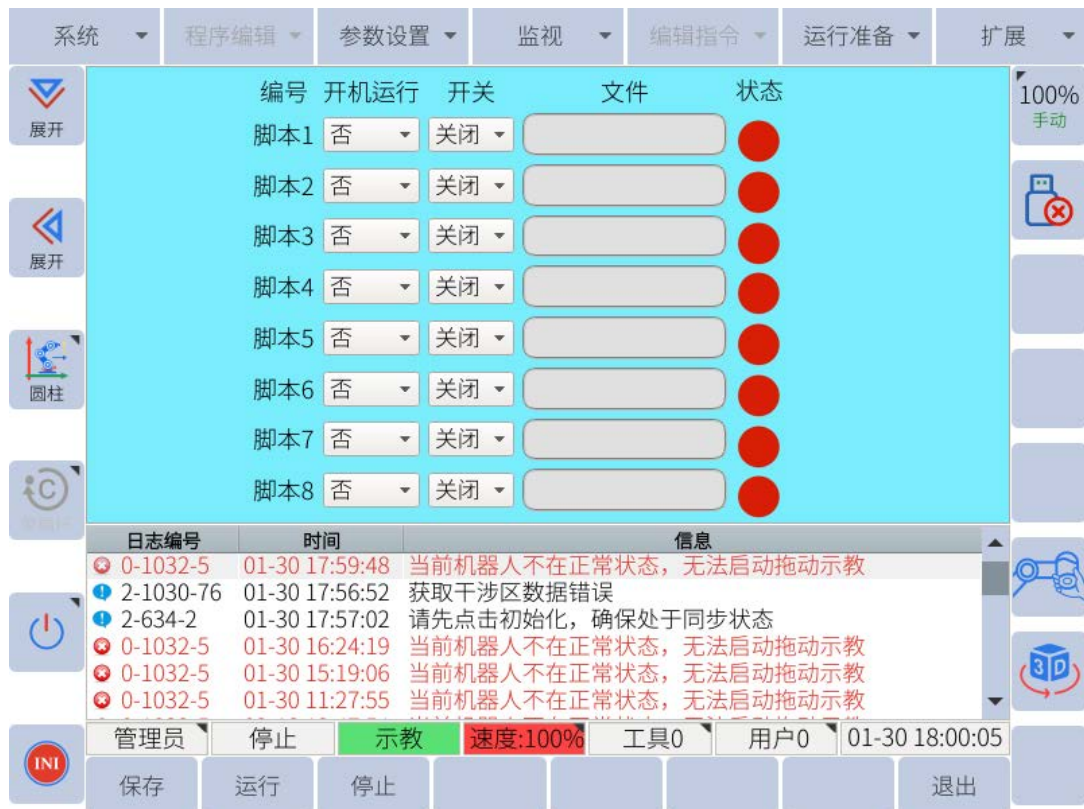 系统 程序编辑 参数设置 监视 编辑指令 运行准备 扩展
展开
展开
圆柱
编号 开机运行 开关 文件 状态
脚本1 否 关闭
脚本2 否 关闭
脚本3 否 关闭
脚本4 否 关闭
脚本5 否 关闭
脚本6 否 关闭
脚本7 否 关闭
脚本8 否 关闭
100%
手动
C
3D
INI
日志编号 时间 信息
0-1032-5 01-30 17:59:48 当前机器人不在正常状态，无法启动拖动示教
2-1030-76 01-30 17:56:52 获取干涉区数据错误
2-634-2 01-30 17:57:02 请先点击初始化，确保处于同步状态
0-1032-5 01-30 16:24:19 当前机器人不在正常状态，无法启动拖动示教
0-1032-5 01-30 15:19:06 当前机器人不在正常状态，无法启动拖动示教
0-1032-5 01-30 11:27:55 当前机器人不在正常状态，无法启动拖动示教
管理员 停止 示教 速度:100% 工具0 用户0 01-30 18:00:05
保存 运行 停止 退出